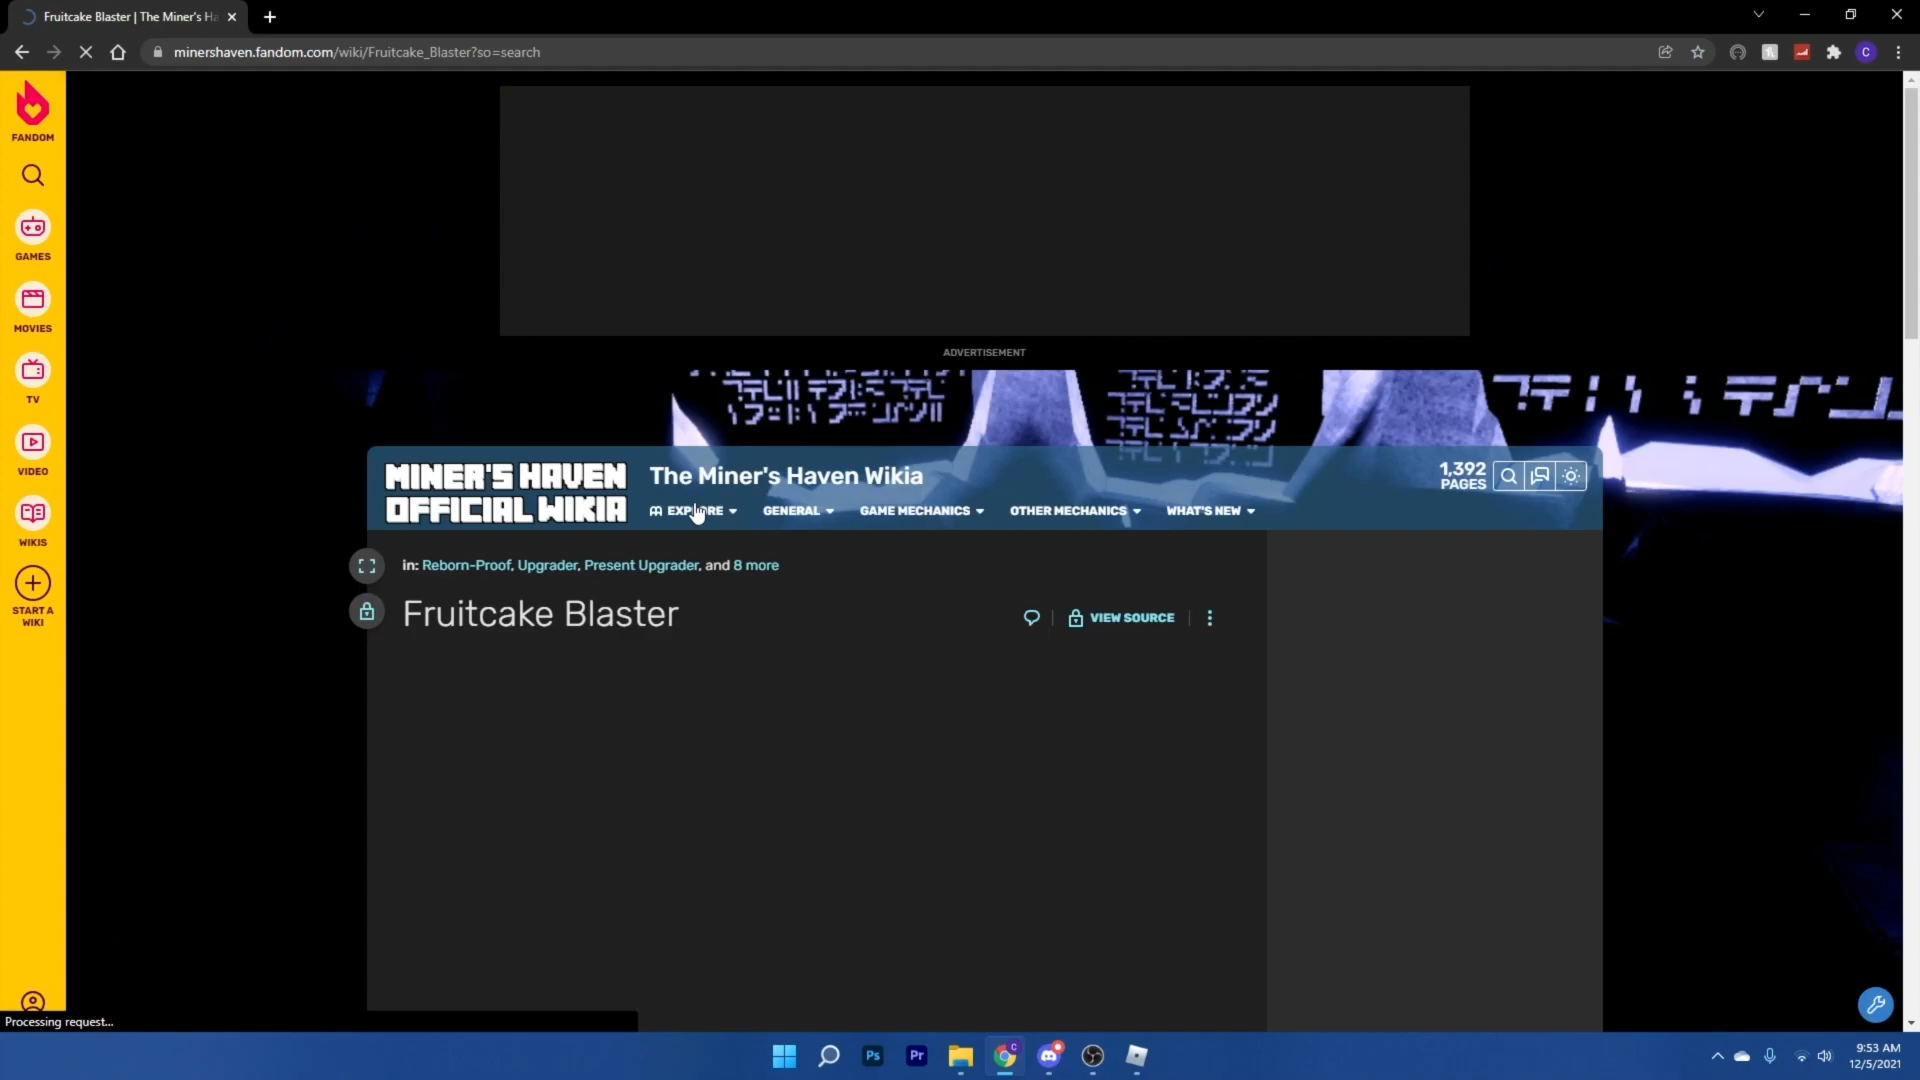 Fruitcake Blaster | The Miner's Ha
minershaven.fandom.com/wiki/Fruitcake_Blaster?so=search
C
FANDOM
GAMES
MOVIES
TV
VIDEO
WIKIS
START A
WIKI
ADVERTISEMENT
MINER'S HAVEN
OFFICIAL WIKIA
The Miner's Haven Wikia
1,392
PAGES
EXPLORE
GENERAL
GAME MECHANICS
OTHER MECHANICS
WHAT'S NEW
in: Reborn-Proof, Upgrader, Present Upgrader, and 8 more
Fruitcake Blaster
VIEW SOURCE
Processing request...
Ps
Pr
C
9:53 AM
12/5/2021